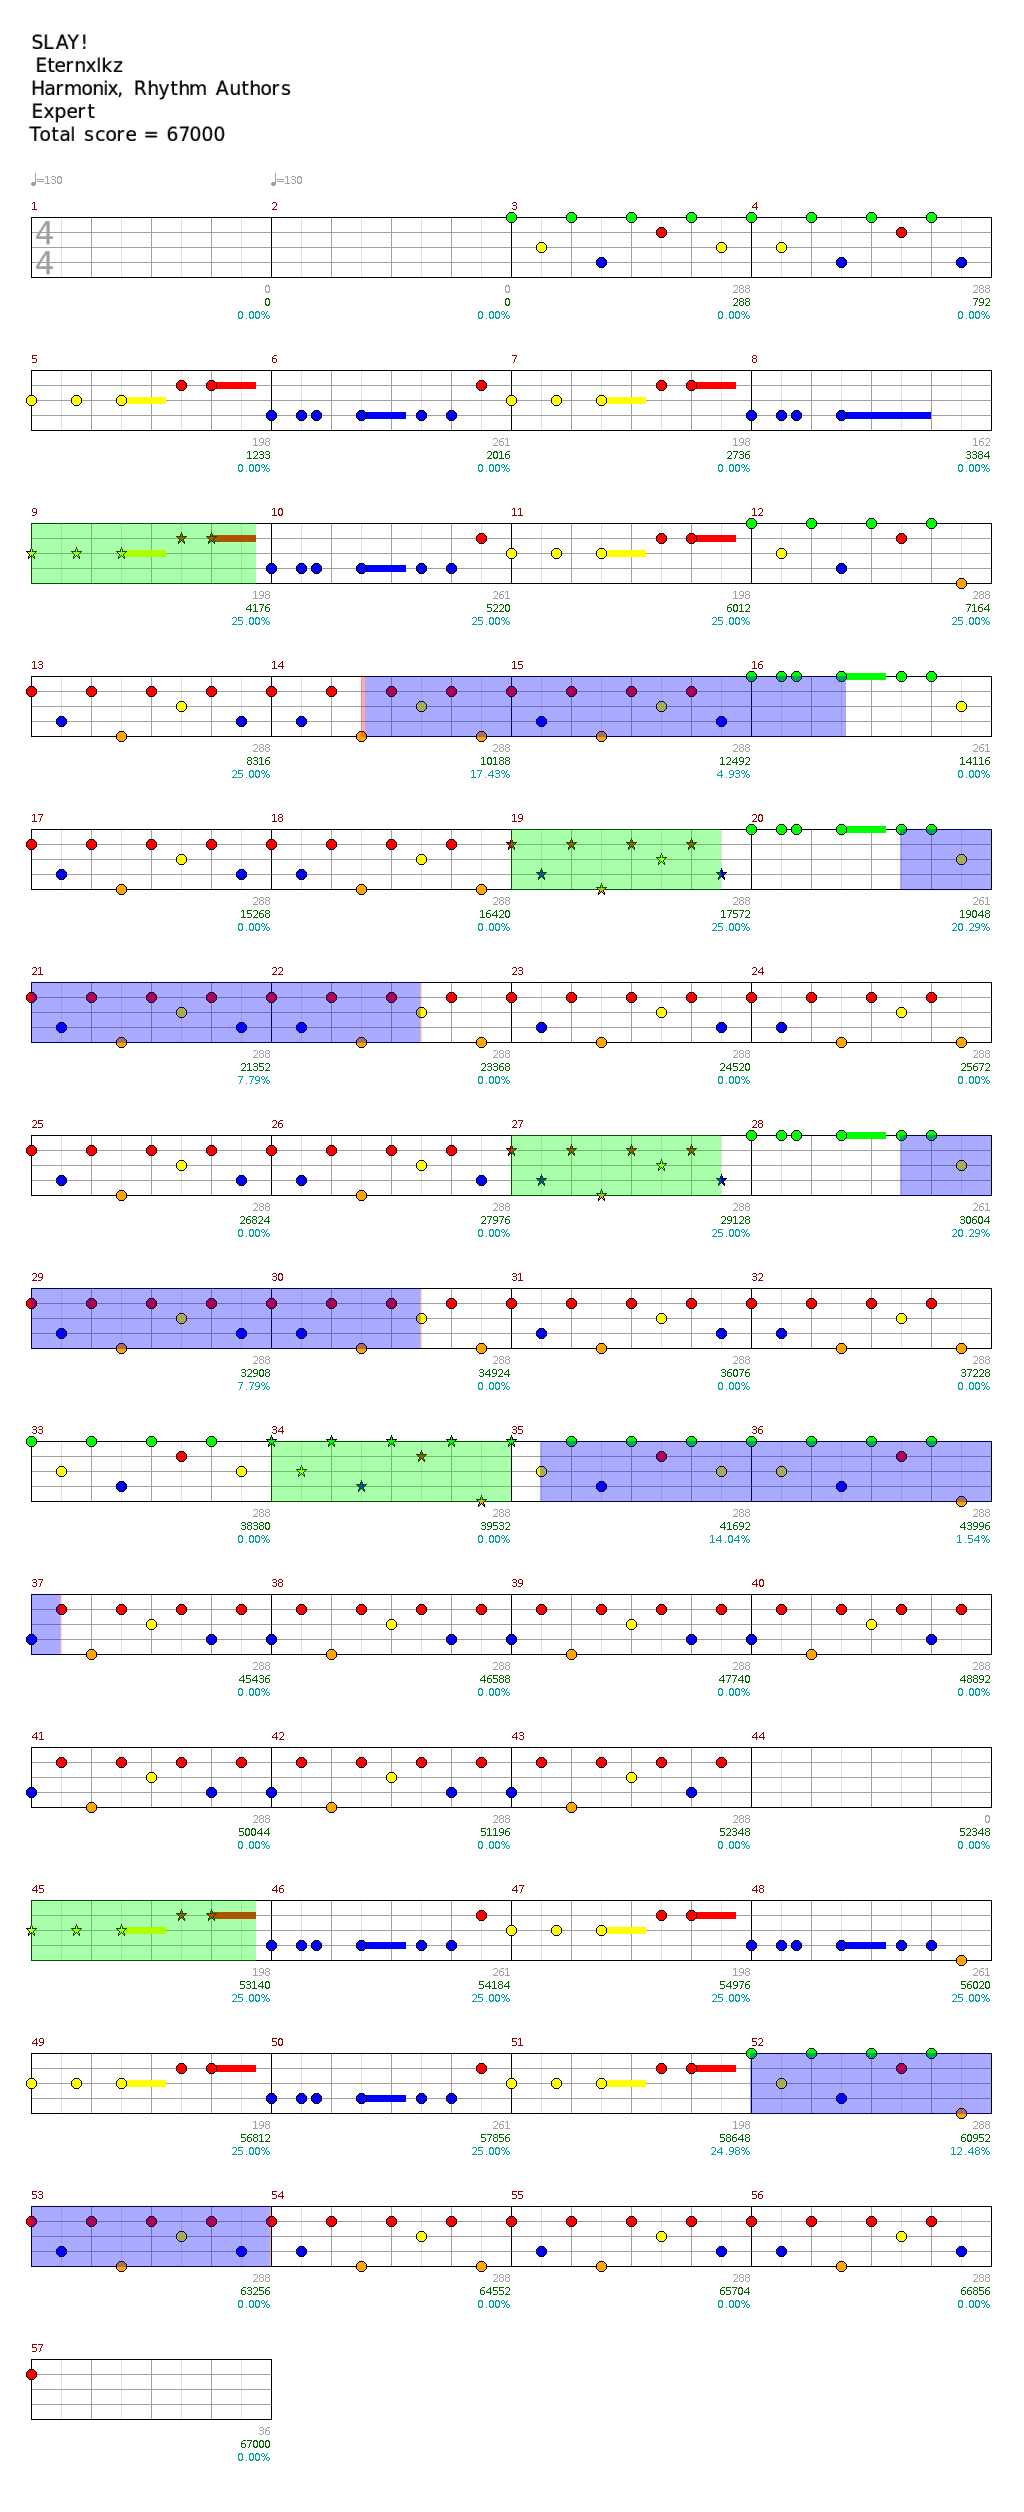 SLAY!
Eternxlkz
Harmonix, Rhythm Authors
Expert
Total score = 67000
=130 =130
1 2 3 4
4
4
0 0 288 288
0 0 288 792
0.00% 0.00% 0.00% 0.00%
5 6 7 8
198 261 198 162
1233 2016 2736 3384
0.00% 0.00% 0.00% 0.00%
9 10 11 12
198 261 198 288
4176 5220 6012 7164
25.00% 25.00% 25.00% 25.00%
13 14 15 16
288 288 288 261
8316 10188 12492 14116
25.00% 17.43% 4.93% 0.00%
17 18 19 20
288 288 288 261
15268 16420 17572 19048
0.00% 0.00% 25.00% 20.29%
21 22 23 24
288 288 288 288
21352 23368 24520 25672
7.79% 0.00% 0.00% 0.00%
25 26 27 28
288 288 288 261
26824 27976 29128 30604
0.00% 0.00% 25.00% 20.29%
29 30 31 32
288 288 288 288
32908 34924 36076 37228
7.79% 0.00% 0.00% 0.00%
33 34 35 36
288 288 288 288
38380 39532 41692 43996
0.00% 0.00% 14.04% 1.54%
37 38 39 40
288 288 288 288
45436 46588 47740 48892
0.00% 0.00% 0.00% 0.00%
41 42 43 44
288 288 288 0
50044 51196 52348 52348
0.00% 0.00% 0.00% 0.00%
45 46 47 48
198 261 198 261
53140 54184 54976 56020
25.00% 25.00% 25.00% 25.00%
49 50 51 52
198 261 198 288
56812 57856 58648 60952
25.00% 25.00% 24.98% 12.48%
53 54 55 56
288 288 288 288
63256 64552 65704 66856
0.00% 0.00% 0.00% 0.00%
57
36
67000
0.00%